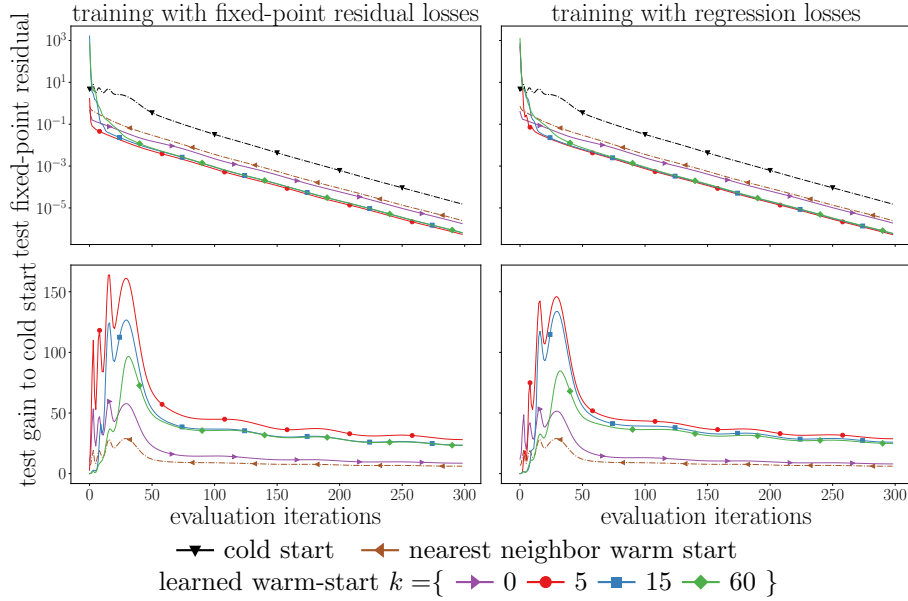 training with fixed-point residual losses
training with regression losses
test fixed-point residual
10^3
10^1
10^−1
10^−3
10^−5
test gain to cold start
150
100
50
0
0 50 100 150 200 250 300
0 50 100 150 200 250 300
evaluation iterations
evaluation iterations
cold start
nearest neighbor warm start
learned warm-start k ={ 0 5 15 60 }